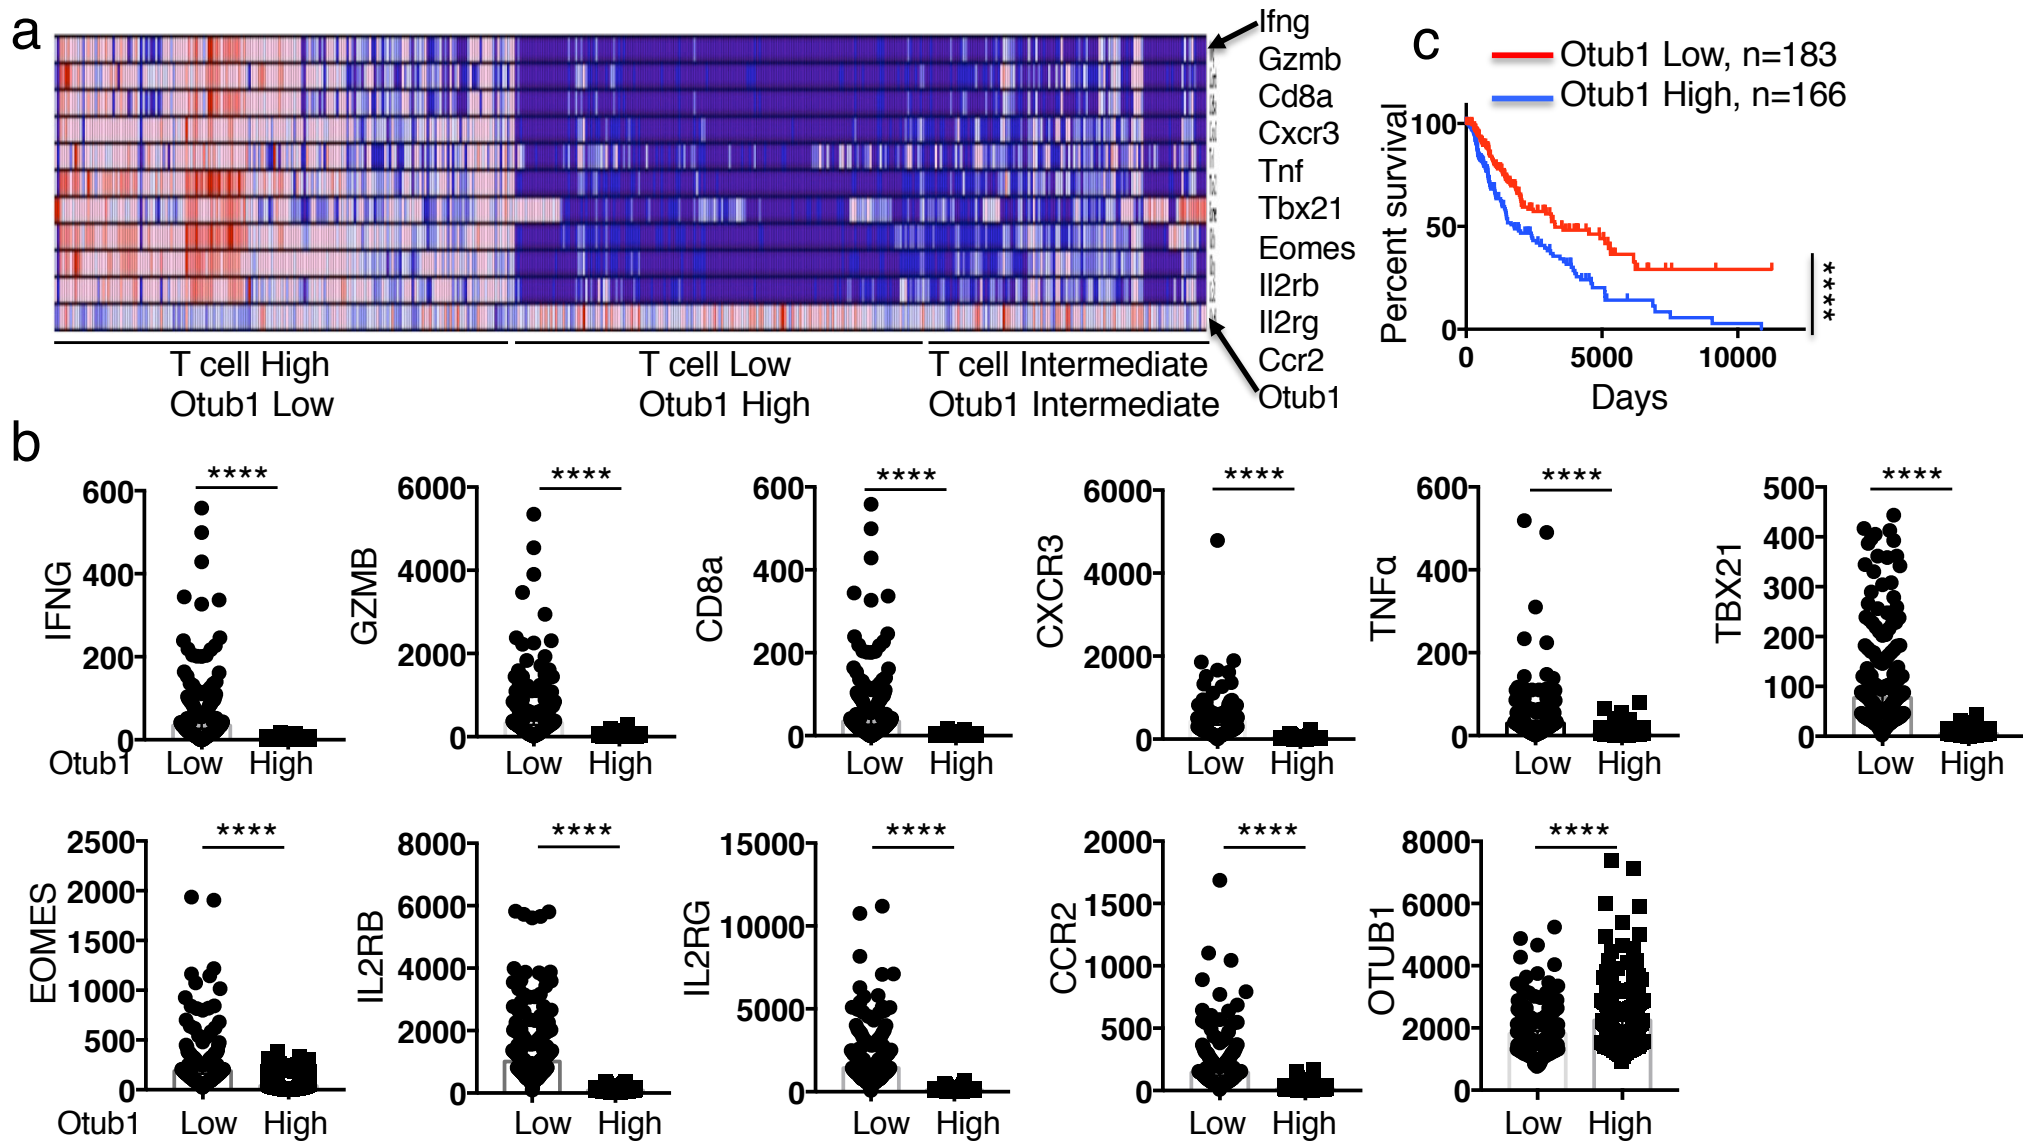 a
Ifng
Gzmb
Cd8a
Cxcr3
Tnf
Tbx21
Eomes
Il2rb
Il2rg
Ccr2
Otub1
T cell High
Otub1 Low
T cell Low
Otub1 High
T cell Intermediate
Otub1 Intermediate
c
Otub1 Low, n=183
Otub1 High, n=166
Percent survival
100
50
0
0 5000 10000
Days
****
b
****
IFNG
600
400
200
0
Otub1 Low High
****
GZMB
6000
4000
2000
0
Low High
****
CD8a
600
400
200
0
Low High
****
CXCR3
6000
4000
2000
0
Low High
****
TNFα
600
400
200
0
Low High
****
TBX21
500
400
300
200
100
0
Low High
****
EOMES
2500
2000
1500
1000
500
0
Otub1 Low High
****
IL2RB
8000
6000
4000
2000
0
Low High
****
IL2RG
15000
10000
5000
0
Low High
****
CCR2
2000
1500
1000
500
0
Low High
****
OTUB1
8000
6000
4000
2000
0
Low High